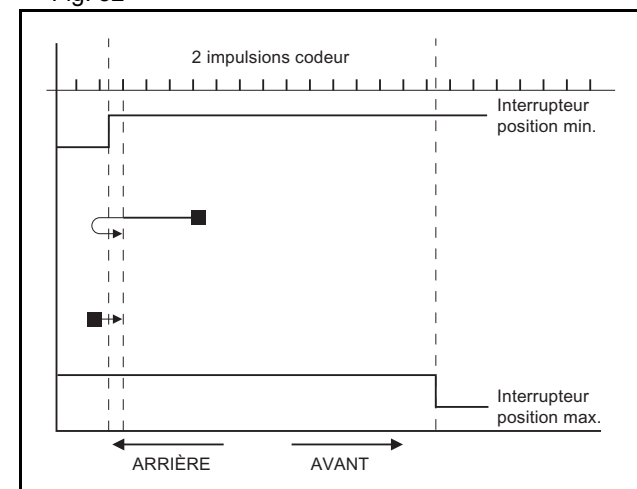 2 impulsions codeur
Interrupteur
position min.
Interrupteur
position max.
ARRIÈRE
AVANT